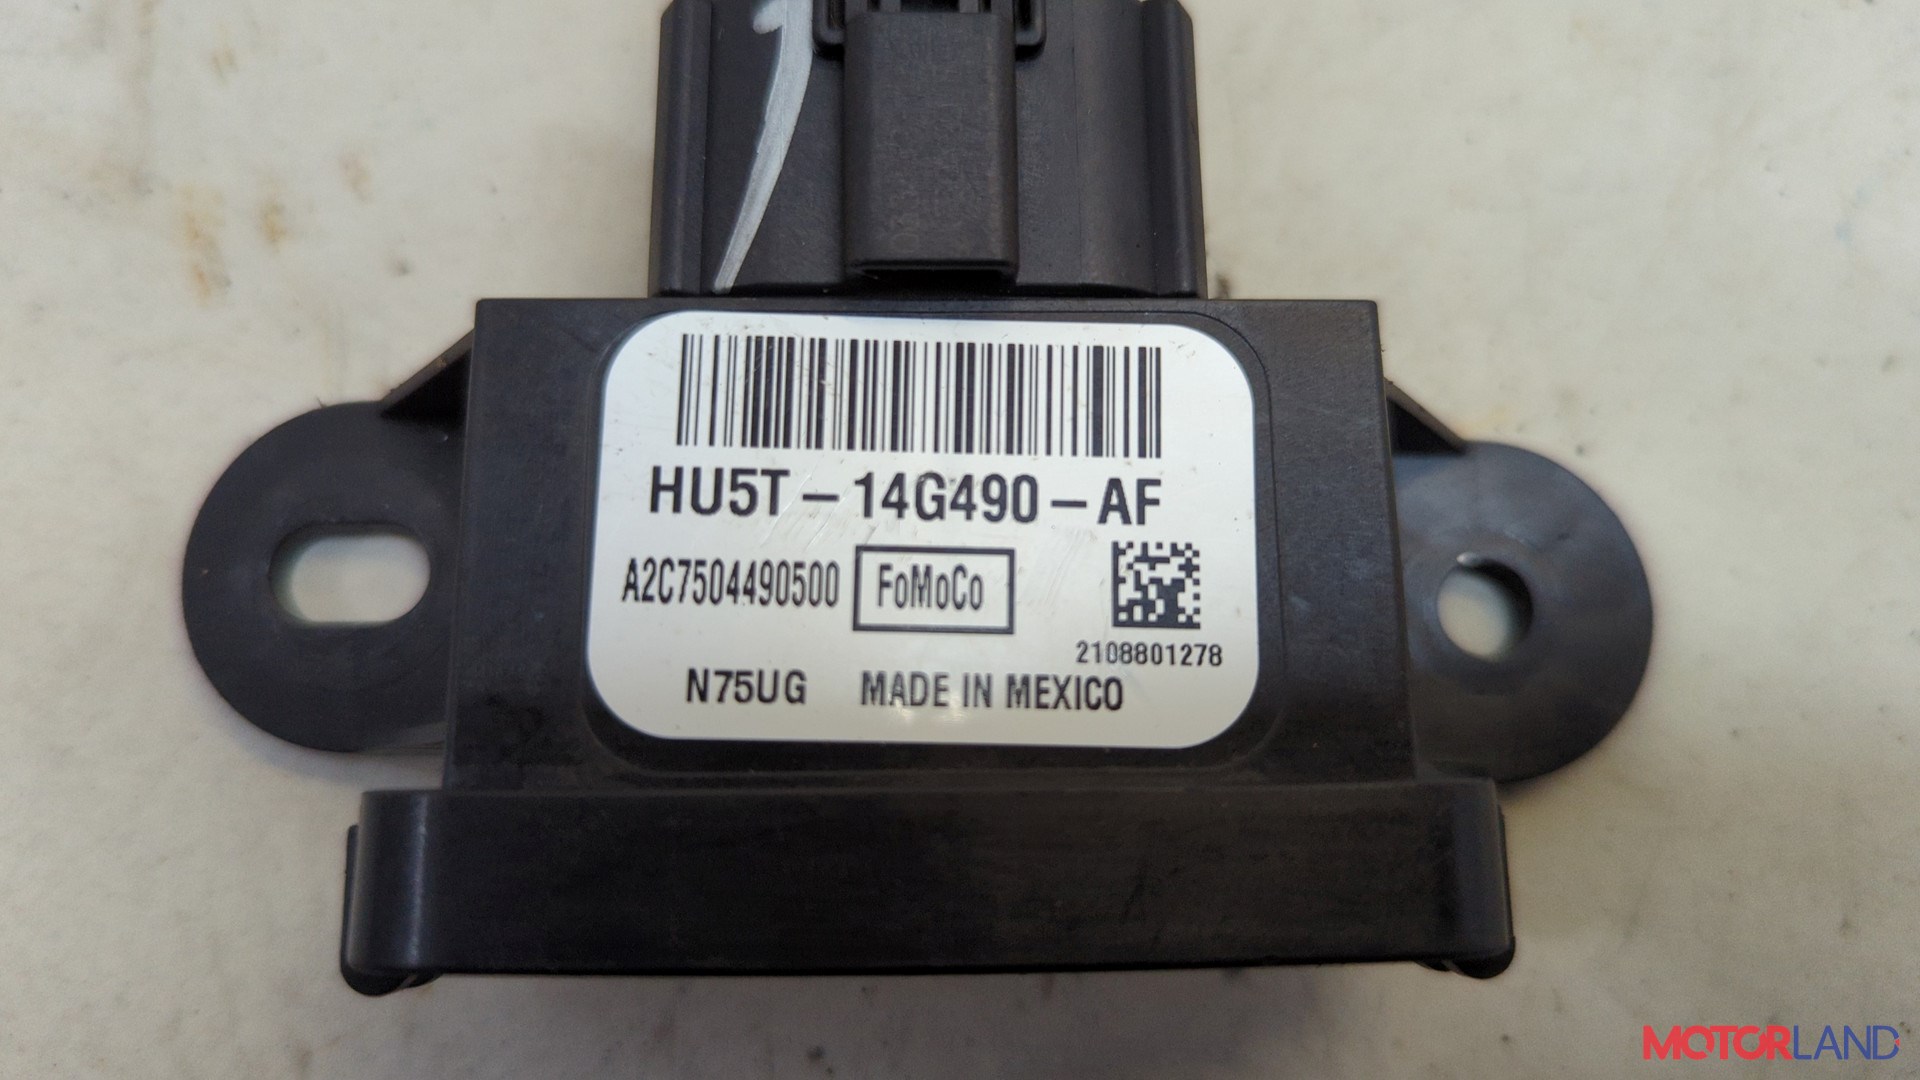 HU5T-14G490-AF
A2C7504490500 FoMoCo
2108801278
N75UG MADE IN MEXICO
MOTORLAND